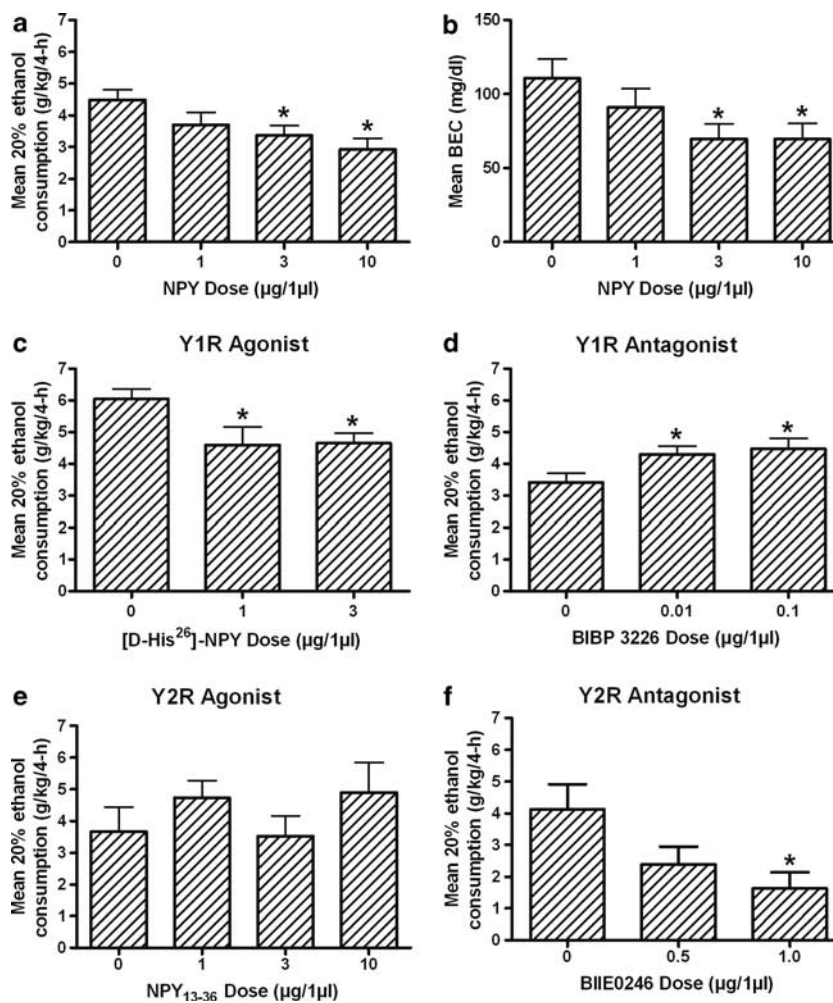 a
Mean 20% ethanol
consumption (g/kg/4-h)
7
6
5
4
3
2
1
0
*
*
0 1 3 10
NPY Dose (µg/1µl)
b
Mean BEC (mg/dl)
150
100
50
0
*
*
0 1 3 10
NPY Dose (µg/1µl)
c
Y1R Agonist
Mean 20% ethanol
consumption (g/kg/4-h)
7
6
5
4
3
2
1
0
*
*
0 1 3
[D-His26]-NPY Dose (µg/1µl)
d
Y1R Antagonist
Mean 20% ethanol
consumption (g/kg/4-h)
7
6
5
4
3
2
1
0
*
*
0 0.01 0.1
BIBP 3226 Dose (µg/1µl)
e
Y2R Agonist
Mean 20% ethanol
consumption (g/kg/4-h)
7
6
5
4
3
2
1
0
0 1 3 10
NPY13-36 Dose (µg/1µl)
f
Y2R Antagonist
Mean 20% ethanol
consumption (g/kg/4-h)
7
6
5
4
3
2
1
0
*
0 0.5 1.0
BIIE0246 Dose (µg/1µl)